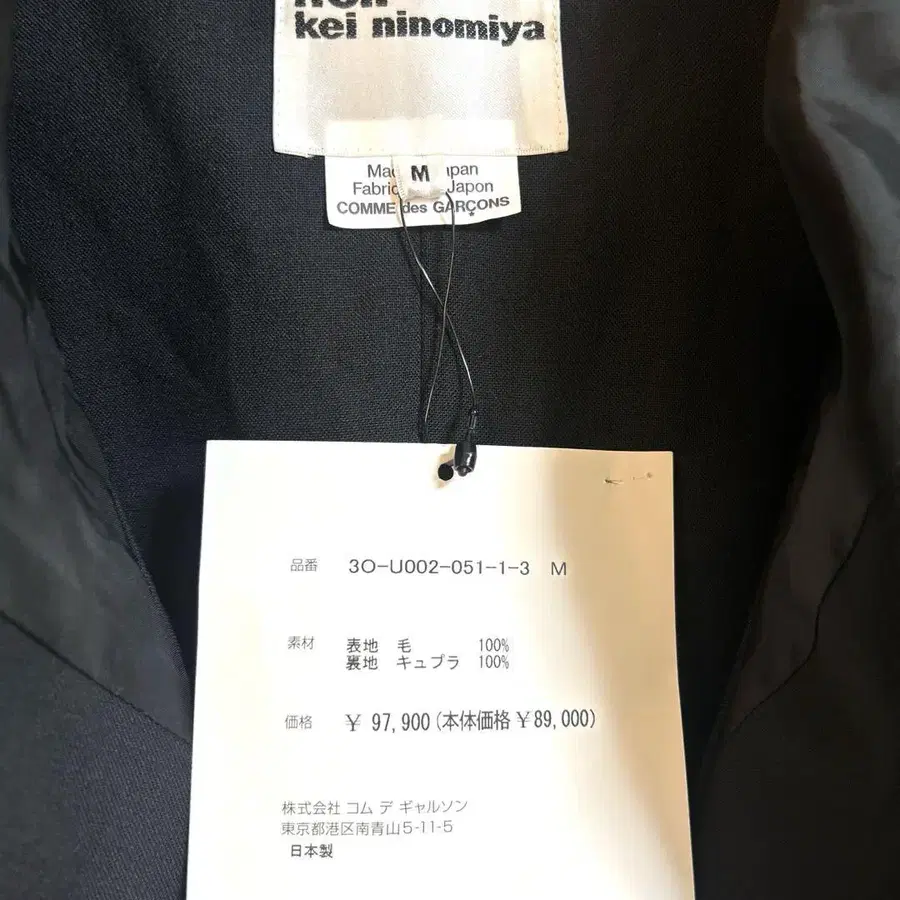 kei ninomiya
M
Japon
COMME des GARÇONS
品番 3O-U002-051-1-3 M
素材 表地 毛 100%
裏地 キュプラ 100%
価格 ¥ 97,900(本体価格 ¥89,000)
株式会社 コム デ ギャルソン
東京都港区南青山5-11-5
日本製